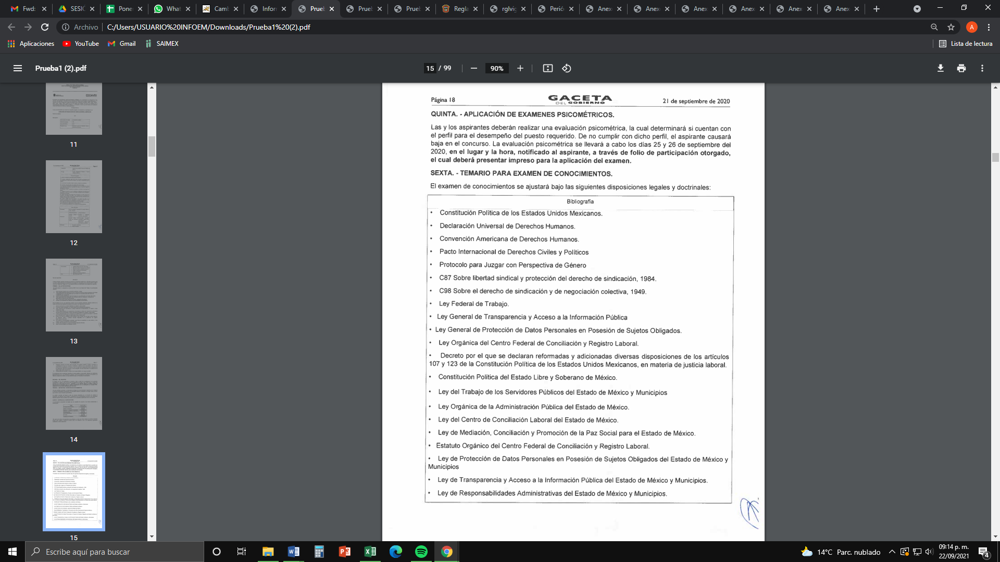 Fwd:
SESIÓ
Pone
What
Camb
Inforn
Prueb
Prueb
Prueb
Regla
rglvig
Perió
Anex
Anex
Anex
Anex
Anex
Anex
Archivo
C:/Users/USUARIO%20INFOEM/Downloads/Prueba1%20(2).pdf
A
Aplicaciones
YouTube
Gmail
SAIMEX
Lista de lectura
Prueba1 (2).pdf
15 / 99
90%
11
12
13
14
15
Página 18
GACETA
DEL GOBIERNO
21 de septiembre de 2020
QUINTA. - APLICACIÓN DE EXAMENES PSICOMÉTRICOS.
Las y los aspirantes deberán realizar una evaluación psicométrica, la cual determinará si cuentan con
el perfil para el desempeño del puesto requerido. De no cumplir con dicho perfil, el aspirante causará
baja en el concurso. La evaluación psicométrica se llevará a cabo los días 25 y 26 de septiembre del
2020, en el lugar y la hora, notificado al aspirante, a través de folio de participación otorgado,
el cual deberá presentar impreso para la aplicación del examen.
SEXTA. - TEMARIO PARA EXAMEN DE CONOCIMIENTOS.
El examen de conocimientos se ajustará bajo las siguientes disposiciones legales y doctrinales:
Bibliografía
• Constitución Política de los Estados Unidos Mexicanos.
• Declaración Universal de Derechos Humanos.
• Convención Americana de Derechos Humanos.
• Pacto Internacional de Derechos Civiles y Políticos
• Protocolo para Juzgar con Perspectiva de Género
• C87 Sobre libertad sindical y protección del derecho de sindicación, 1984.
• C98 Sobre el derecho de sindicación y de negociación colectiva, 1949.
• Ley Federal de Trabajo.
• Ley General de Transparencia y Acceso a la Información Pública
• Ley General de Protección de Datos Personales en Posesión de Sujetos Obligados.
• Ley Orgánica del Centro Federal de Conciliación y Registro Laboral.
• Decreto por el que se declaran reformadas y adicionadas diversas disposiciones de los artículos
107 y 123 de la Constitución Política de los Estados Unidos Mexicanos, en materia de justicia laboral.
• Constitución Política del Estado Libre y Soberano de México.
• Ley del Trabajo de los Servidores Públicos del Estado de México y Municipios
• Ley Orgánica de la Administración Pública del Estado de México.
• Ley del Centro de Conciliación Laboral del Estado de México.
• Ley de Mediación, Conciliación y Promoción de la Paz Social para el Estado de México.
• Estatuto Orgánico del Centro Federal de Conciliación y Registro Laboral.
• Ley de Protección de Datos Personales en Posesión de Sujetos Obligados del Estado de México y
Municipios
• Ley de Transparencia y Acceso a la Información Pública del Estado de México y Municipios.
• Ley de Responsabilidades Administrativas del Estado de México y Municipios.
Escribe aquí para buscar
14°C Parc. nublado
09:14 p. m.
22/09/2021
4